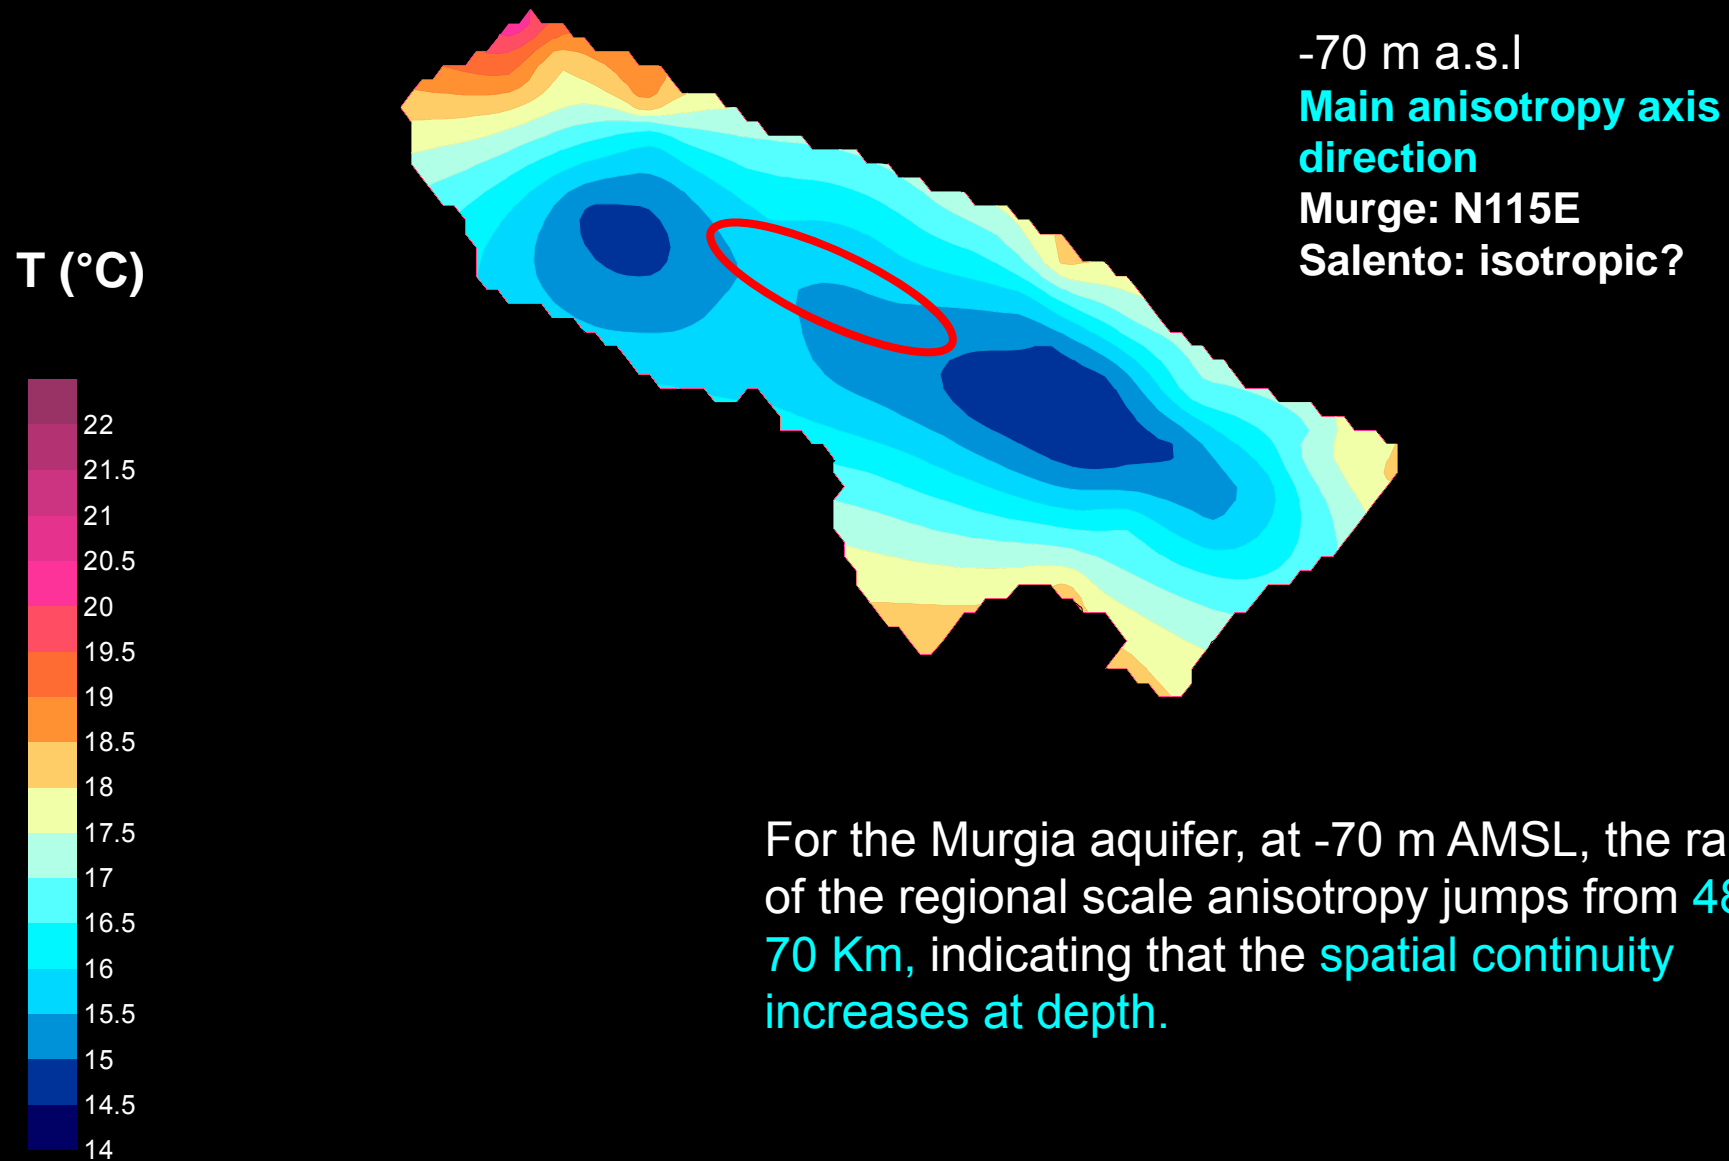 -70 m a.s.l
Main anisotropy axis
direction
Murge: N115E
Salento: isotropic?
T (°C)
22
21.5
21
20.5
20
19.5
19
18.5
18
17.5
17
16.5
16
15.5
15
14.5
14
For the Murgia aquifer, at -70 m AMSL, the
of the regional scale anisotropy jumps from
70 Km, indicating that the spatial continuity
increases at depth.